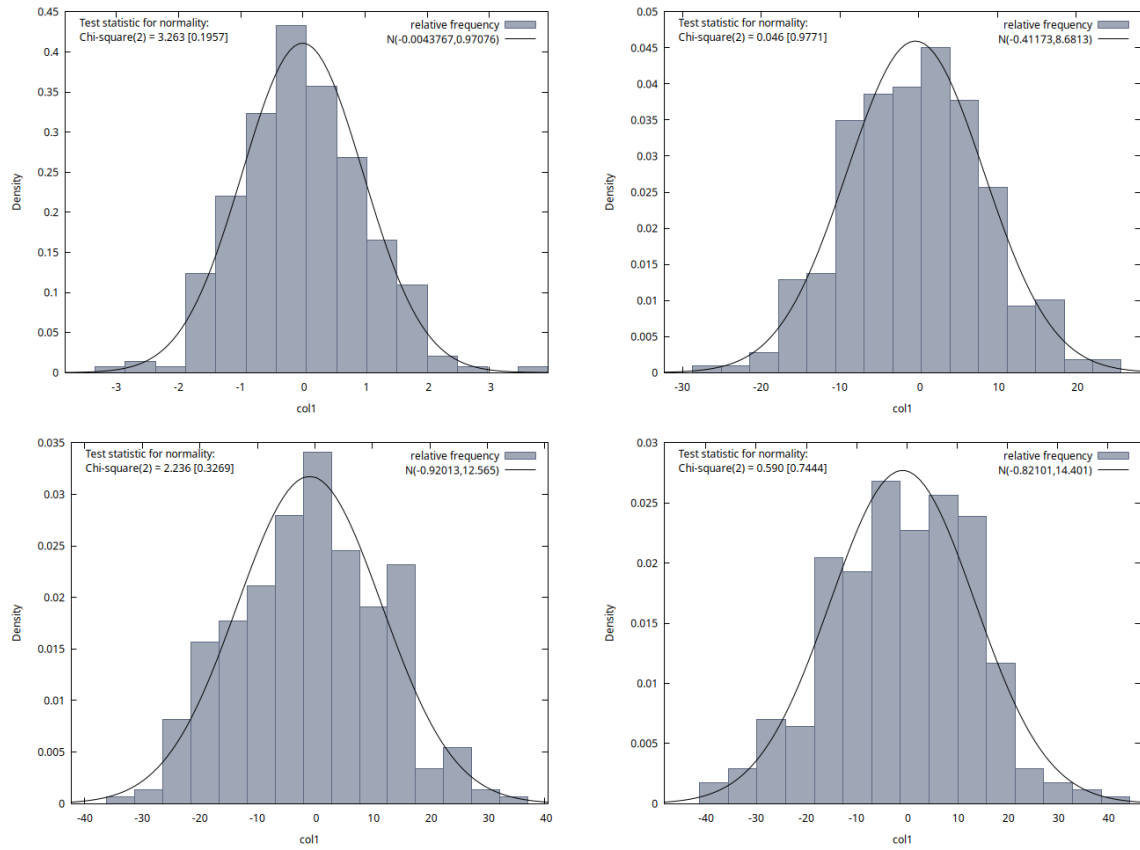 Test statistic for normality:
Chi-square(2) = 3.263 [0.1957]
relative frequency
N(-0.0043767,0.97076)
0.45
0.4
0.35
0.3
0.25
0.2
0.15
0.1
0.05
0
Density
-3 -2 -1 0 1 2 3
col1
Test statistic for normality:
Chi-square(2) = 0.046 [0.9771]
relative frequency
N(-0.41173,8.6813)
0.05
0.045
0.04
0.035
0.03
0.025
0.02
0.015
0.01
0.005
0
Density
-30 -20 -10 0 10 20
col1
Test statistic for normality:
Chi-square(2) = 2.236 [0.3269]
relative frequency
N(-0.92013,12.565)
0.035
0.03
0.025
0.02
0.015
0.01
0.005
0
Density
-40 -30 -20 -10 0 10 20 30 40
col1
Test statistic for normality:
Chi-square(2) = 0.590 [0.7444]
relative frequency
N(-0.82101,14.401)
0.03
0.025
0.02
0.015
0.01
0.005
0
Density
-40 -30 -20 -10 0 10 20 30 40
col1